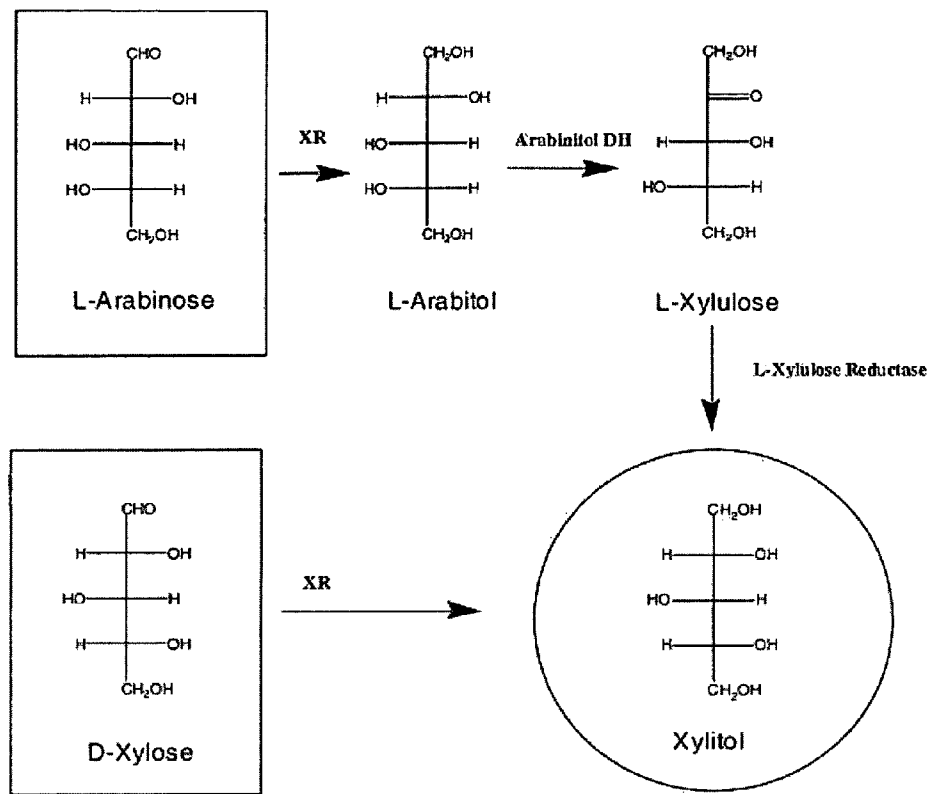 CHO
H OH
HO H
HO H
CH₂OH
L-Arabinose
XR
CH₂OH
H OH
HO H
HO H
CH₂OH
L-Arabitol
Arabinitol DH
CH₂OH
O
H OH
HO H
CH₂OH
L-Xylulose
L-Xylulose Reductase
CHO
H OH
HO H
H OH
CH₂OH
D-Xylose
XR
CH₂OH
H OH
HO H
H OH
CH₂OH
Xylitol